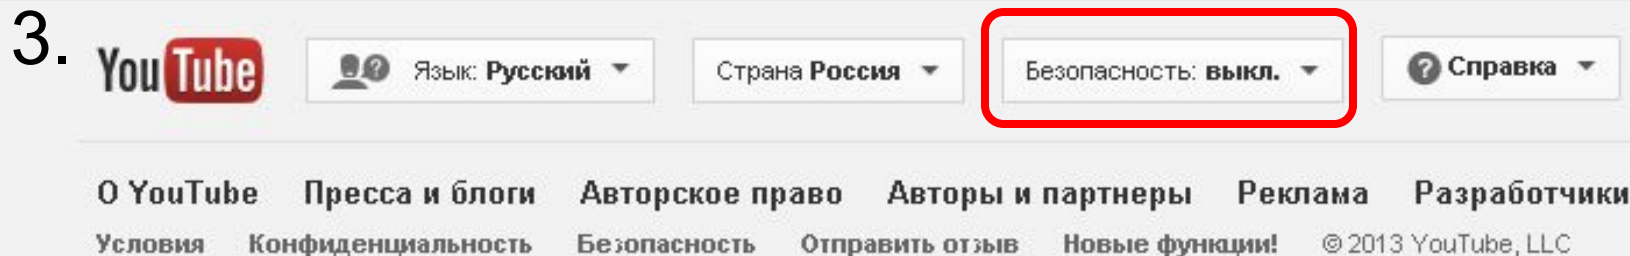 3.
YouTube Язык: Русский Страна Россия Безопасность: выкл. Справка
О YouTube Пресса и блоги Авторское право Авторы и партнеры Реклама Разработчики
Условия Конфиденциальность Безопасность Отправить отзыв Новые функции! © 2013 YouTube, LLC